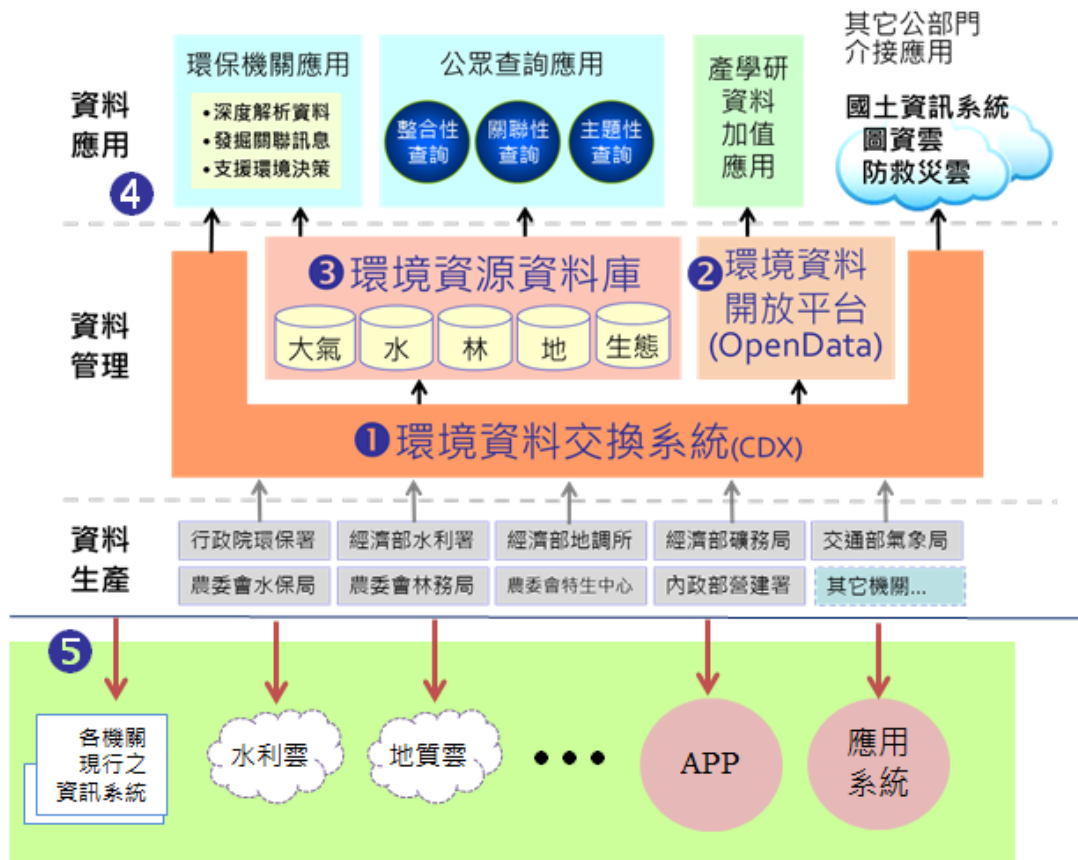 資料
應用
❹
環保機關應用
•深度解析資料
•發掘關聯訊息
•支援環境決策
公眾查詢應用
整合性
查詢
關聯性
查詢
主題性
查詢
產學研
資料
加值
應用
其它公部門
介接應用
國土資訊系統
圖資雲
防救災雲
資料
管理
❸環境資源資料庫
大氣
水
林
地
生態
❷環境資料
開放平台
(OpenData)
❶環境資料交換系統(CDX)
資料
生產
行政院環保署
經濟部水利署
經濟部地調所
經濟部礦務局
交通部氣象局
農委會水保局
農委會林務局
農委會特生中心
內政部營建署
其它機關...
❺
各機關
現行之
資訊系統
水利雲
地質雲
•••
APP
應用
系統